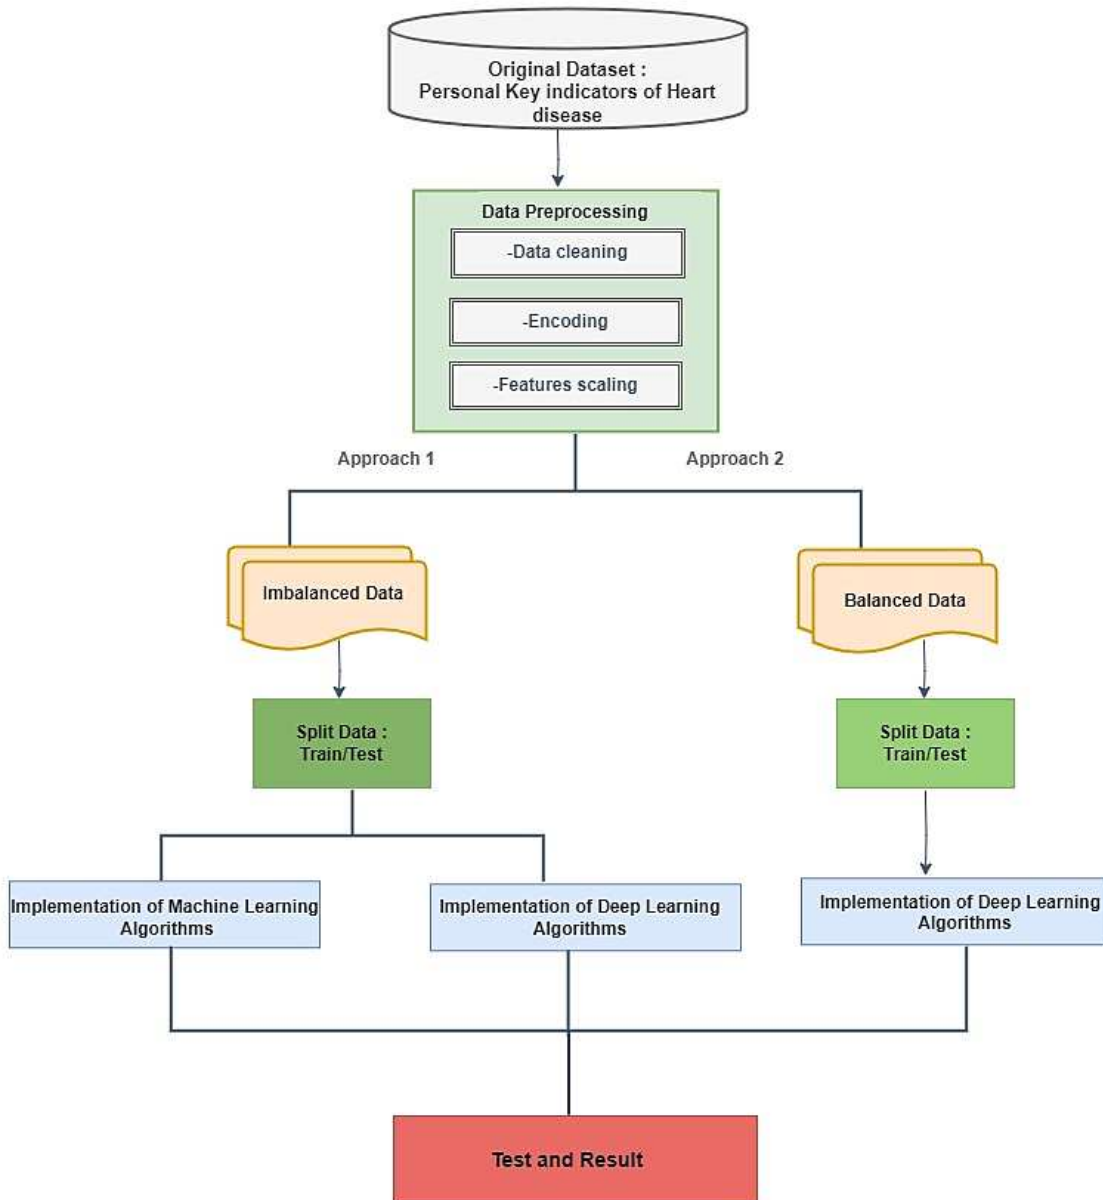 Original Dataset :
Personal Key indicators of Heart
disease
Data Preprocessing
-Data cleaning
-Encoding
-Features scaling
Approach 1
Approach 2
Imbalanced Data
Balanced Data
Split Data :
Train/Test
Split Data :
Train/Test
Implementation of Machine Learning
Algorithms
Implementation of Deep Learning
Algorithms
Implementation of Deep Learning
Algorithms
Test and Result